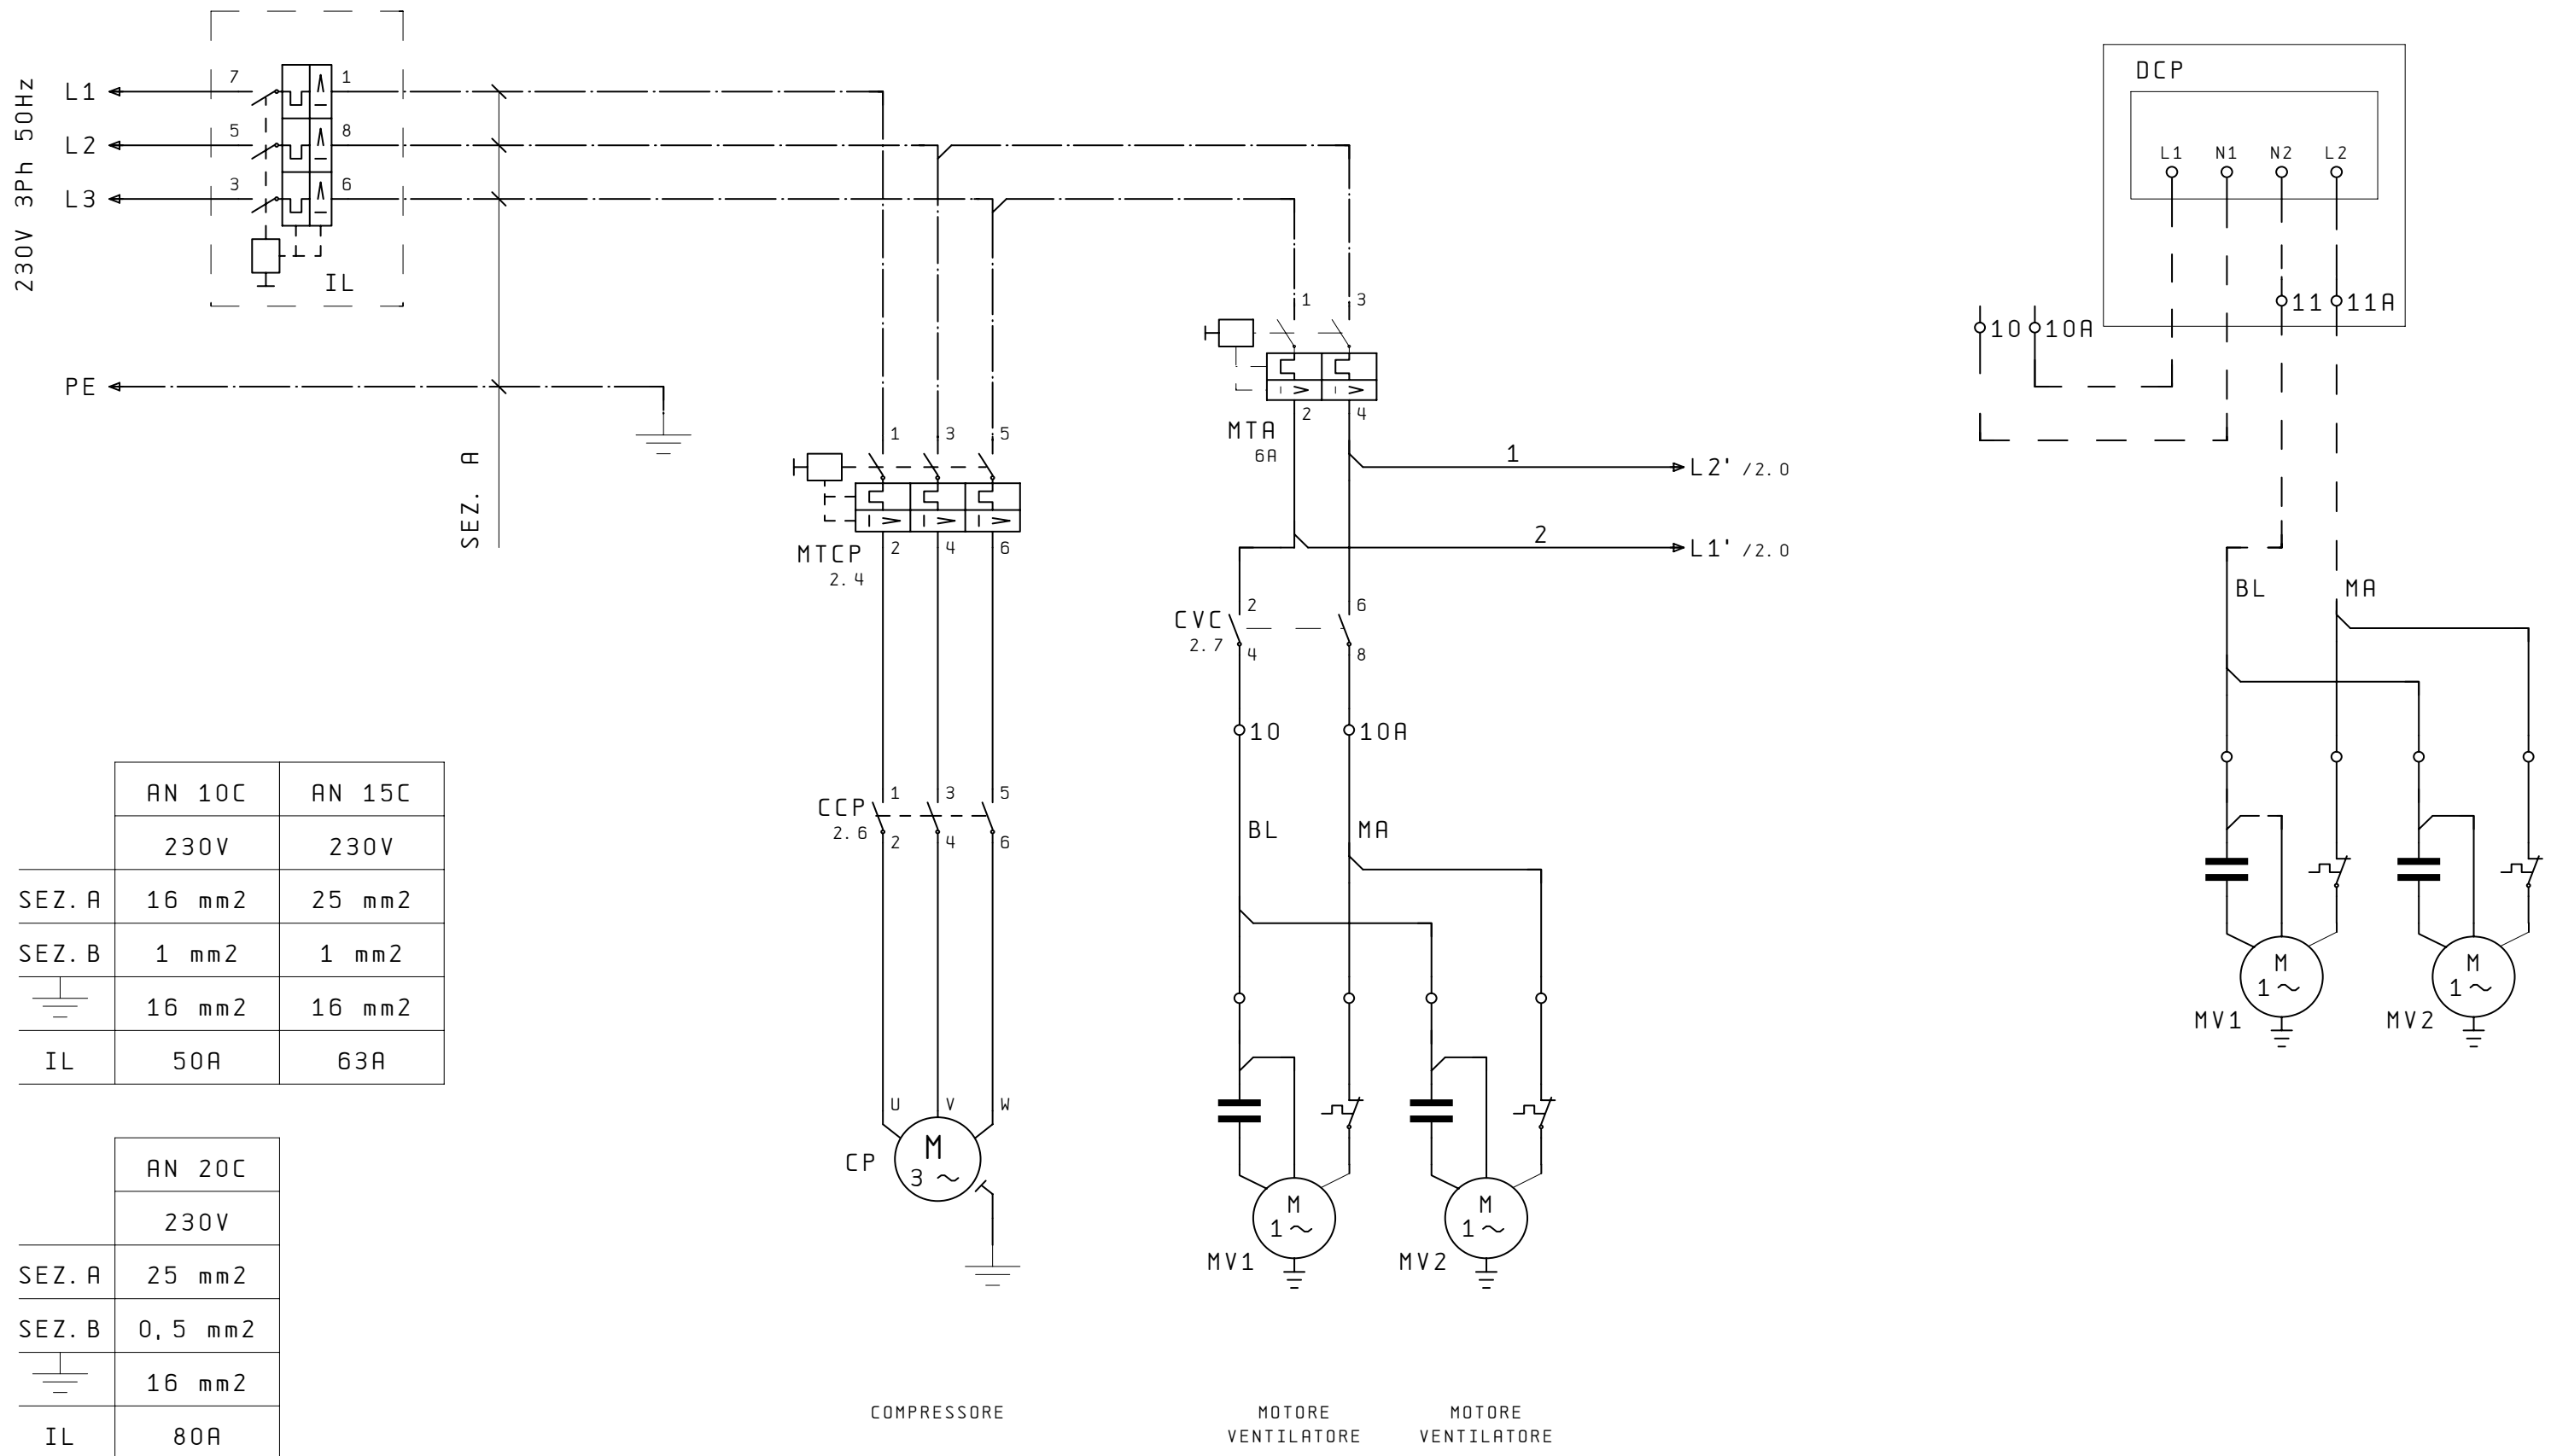 230V 3Ph 50Hz
L1
7
1
L2
5
8
L3
3
6
IL
PE
SEZ. A
1
3
5
MTCP
2.4
2
4
6
CCP
2.6
1
3
5
2
4
6
U
V
W
CP
M
3 ~
COMPRESSORE
1
3
MTA
6A
2
4
1
L2' /2.0
2
L1' /2.0
CVC
2.7
2
6
4
8
10
10A
BL
MA
M
1 ~
MV1
M
1 ~
MV2
MOTORE
VENTILATORE
MOTORE
VENTILATORE
DCP
L1
N1
N2
L2
10
10A
11
11A
BL
MA
M
1 ~
MV1
M
1 ~
MV2
AN 10C
AN 15C
230V
230V
SEZ. A
16 mm2
25 mm2
SEZ. B
1 mm2
1 mm2
16 mm2
16 mm2
IL
50A
63A
AN 20C
230V
SEZ. A
25 mm2
SEZ. B
0,5 mm2
16 mm2
IL
80A